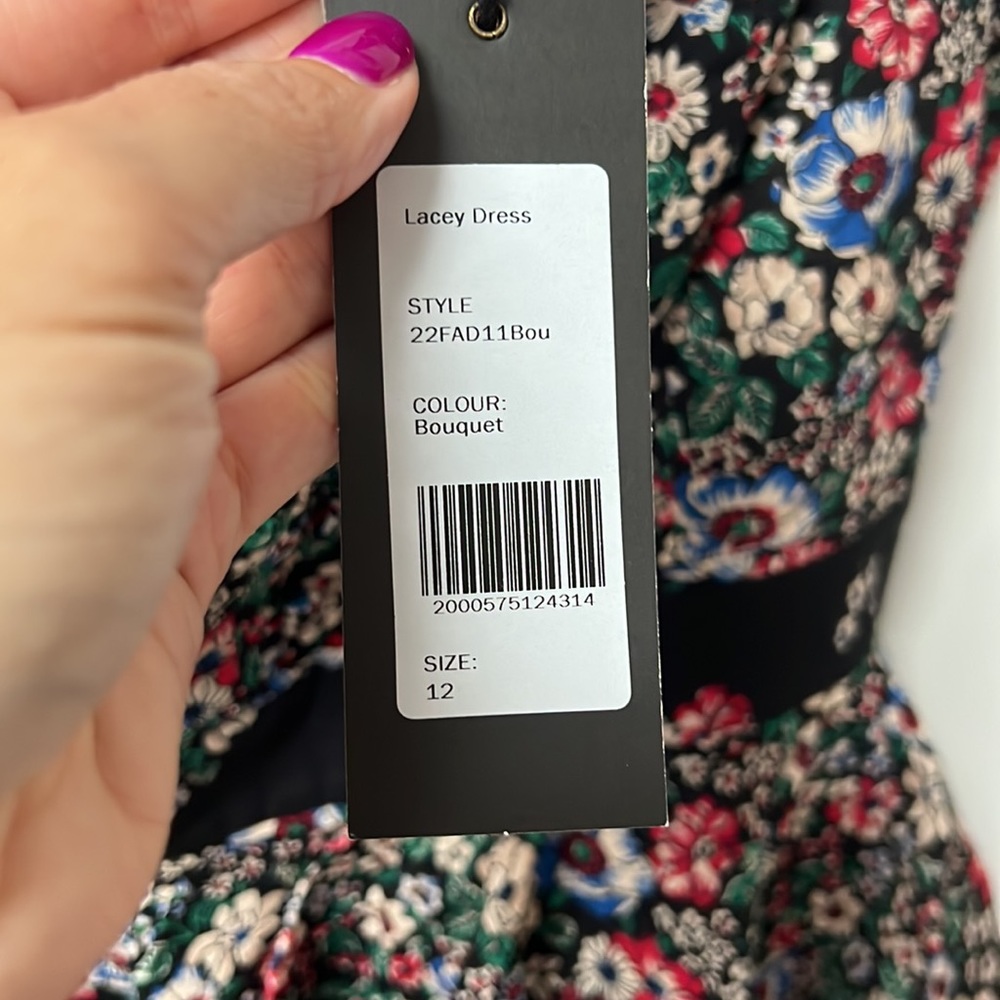 Lacey Dress
STYLE
22FAD11Bou
COLOUR:
Bouquet
2000575124314
SIZE:
12